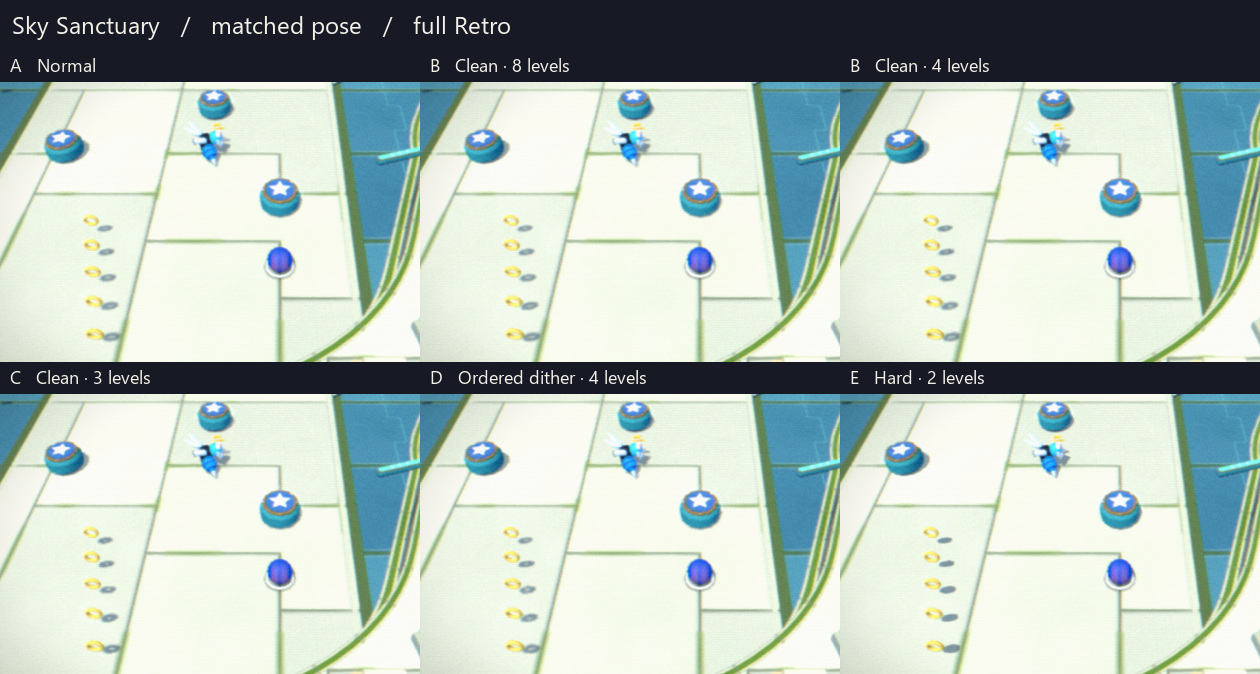 Sky Sanctuary / matched pose / full Retro
A Normal
B Clean · 8 levels
B Clean · 4 levels
C Clean · 3 levels
D Ordered dither · 4 levels
E Hard · 2 levels